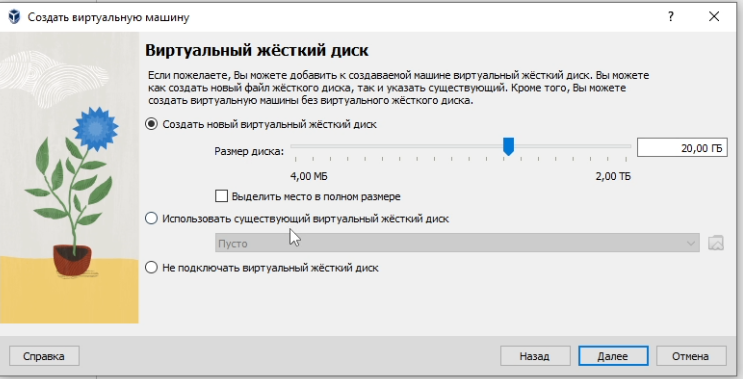 Создать виртуальную машину
?
Виртуальный жёсткий диск
Если пожелаете, Вы можете добавить к создаваемой машине виртуальный жёсткий диск. Вы можете
как создать новый файл жёсткого диска, так и указать существующий. Кроме того, Вы можете
создать виртуальную машины без виртуального жёсткого диска.
Создать новый виртуальный жёсткий диск
Размер диска:
20,00 ГБ
4,00 МБ
2,00 ТБ
Выделить место в полном размере
Использовать существующий виртуальный жёсткий диск
Пусто
Не подключать виртуальный жёсткий диск
Справка
Назад
Далее
Отмена